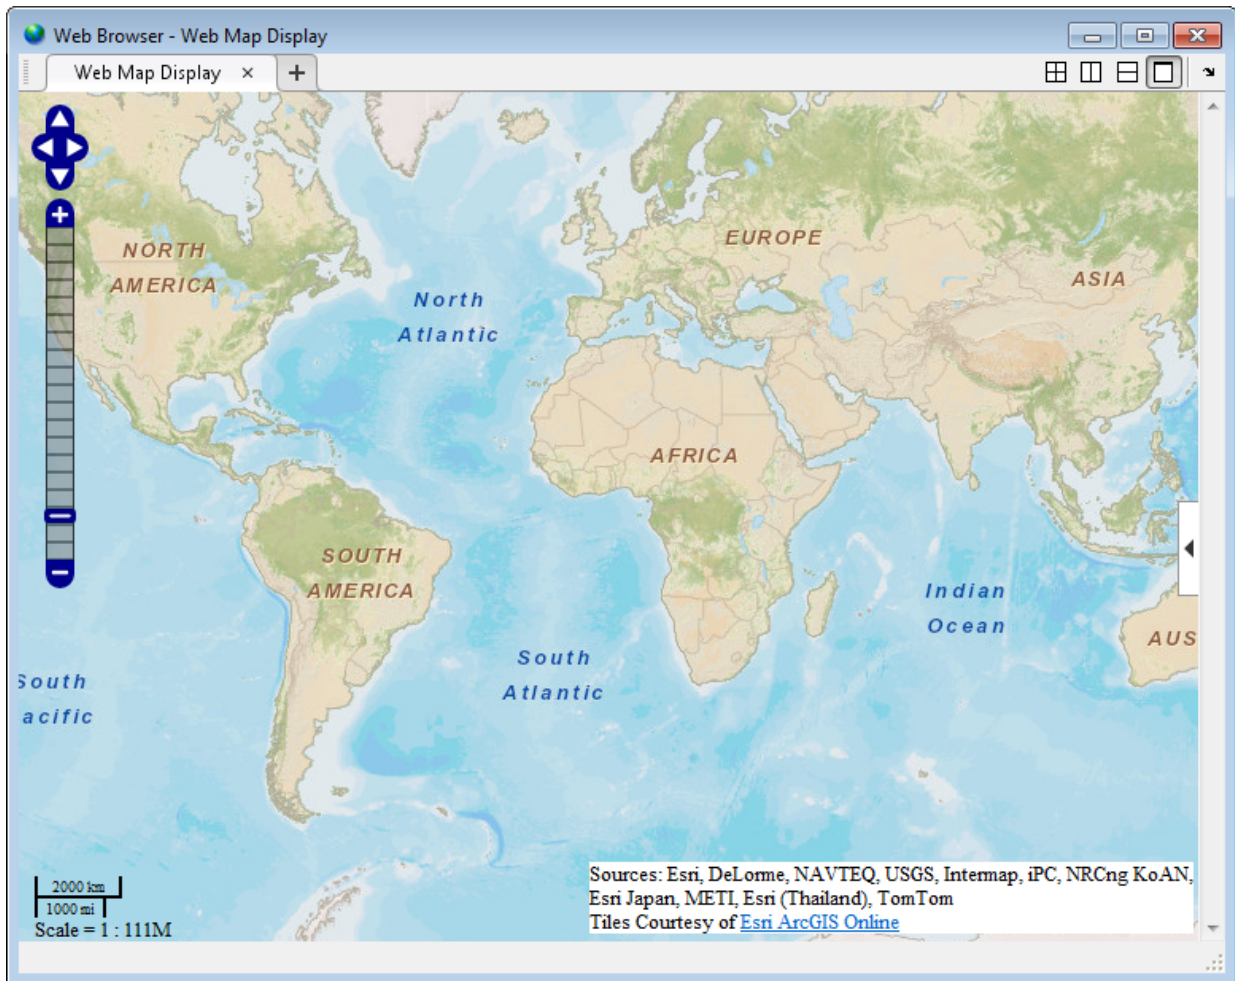 Web Browser - Web Map Display
Web Map Display
NORTH
AMERICA
EUROPE
ASIA
North
Atlantic
AFRICA
SOUTH
AMERICA
Indian
Ocean
AUS
South
Atlantic
South
acific
2000 km
1000 mi
Scale = 1 : 111M
Sources: Esri, DeLorme, NAVTEQ, USGS, Intermap, iPC, NRCng KoAN,
Esri Japan, METI, Esri (Thailand), TomTom
Tiles Courtesy of Esri ArcGIS Online